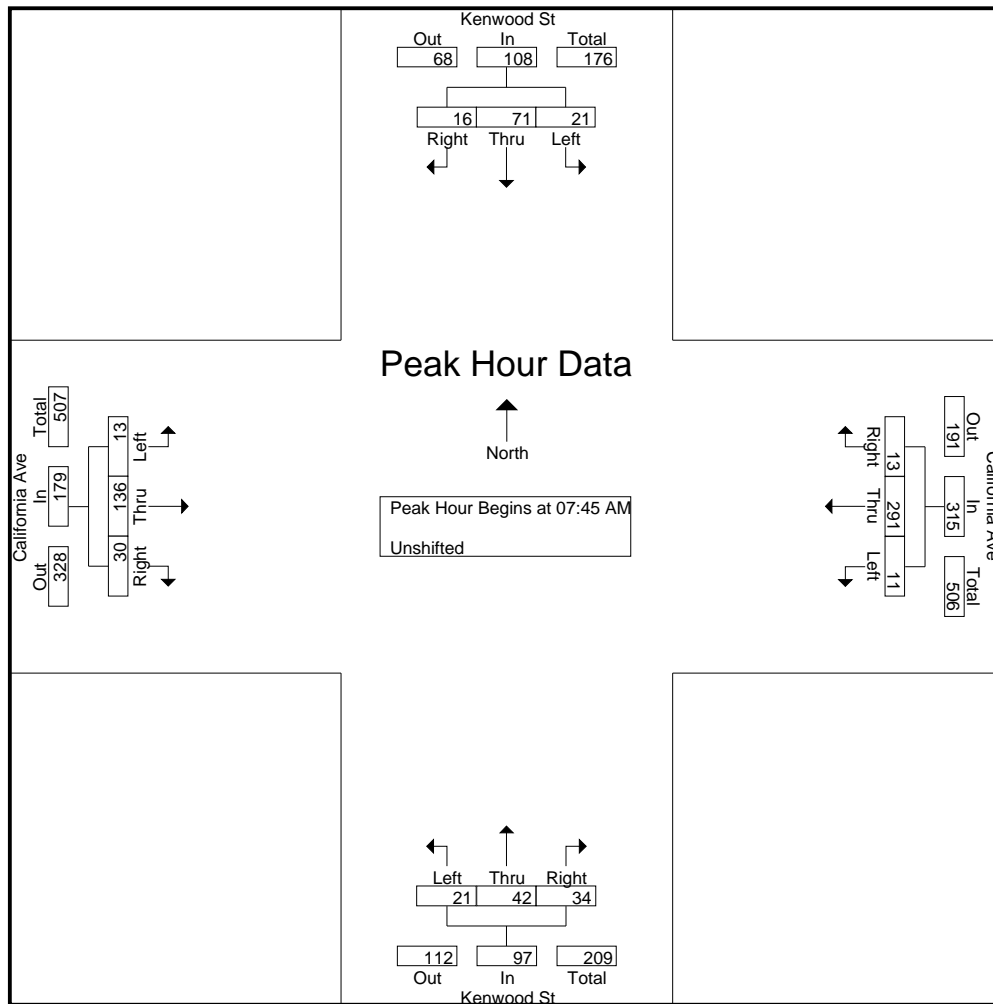 Kenwood St
Out In Total
68 108 176
16 71 21
Right Thru Left
Peak Hour Data
North
Peak Hour Begins at 07:45 AM
Unshifted
California Ave
Total In Out
507 179 328
13 136 30
Left Thru Right
Right Thru Left
13 291 11
191 315 506
Out In Total
California Ave
Left Thru Right
21 42 34
112 97 209
Out In Total
Kenwood St